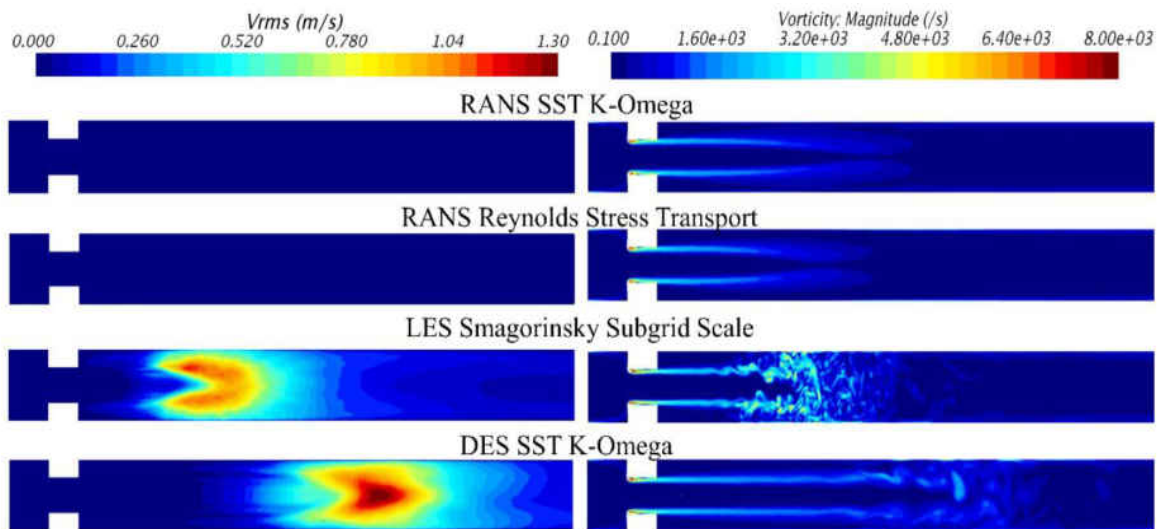 Vrms (m/s)
0.000 0.260 0.520 0.780 1.04 1.30
Vorticity: Magnitude (/s)
0.100 1.60e+03 3.20e+03 4.80e+03 6.40e+03 8.00e+03
RANS SST K-Omega
RANS Reynolds Stress Transport
LES Smagorinsky Subgrid Scale
DES SST K-Omega